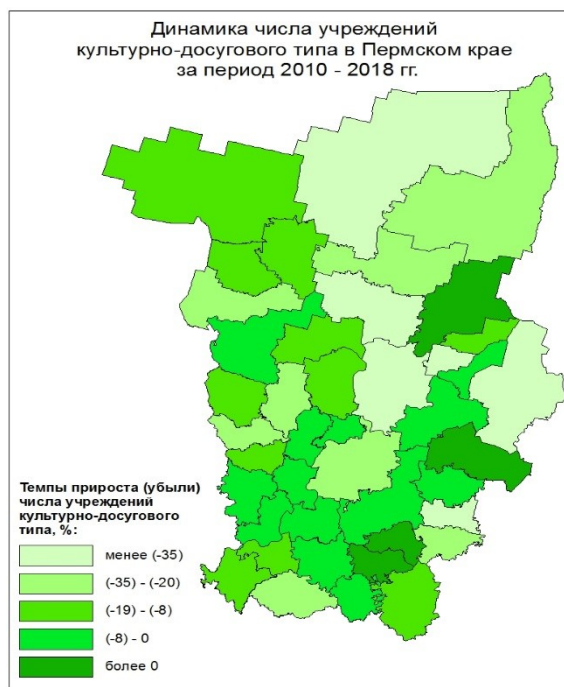 Динамика числа учреждений
культурно-досугового типа в Пермском крае
за период 2010 - 2018 гг.
Темпы прироста (убыли)
числа учреждений
культурно-досугового
типа, %:
менее (-35)
(-35) - (-20)
(-19) - (-8)
(-8) - 0
более 0